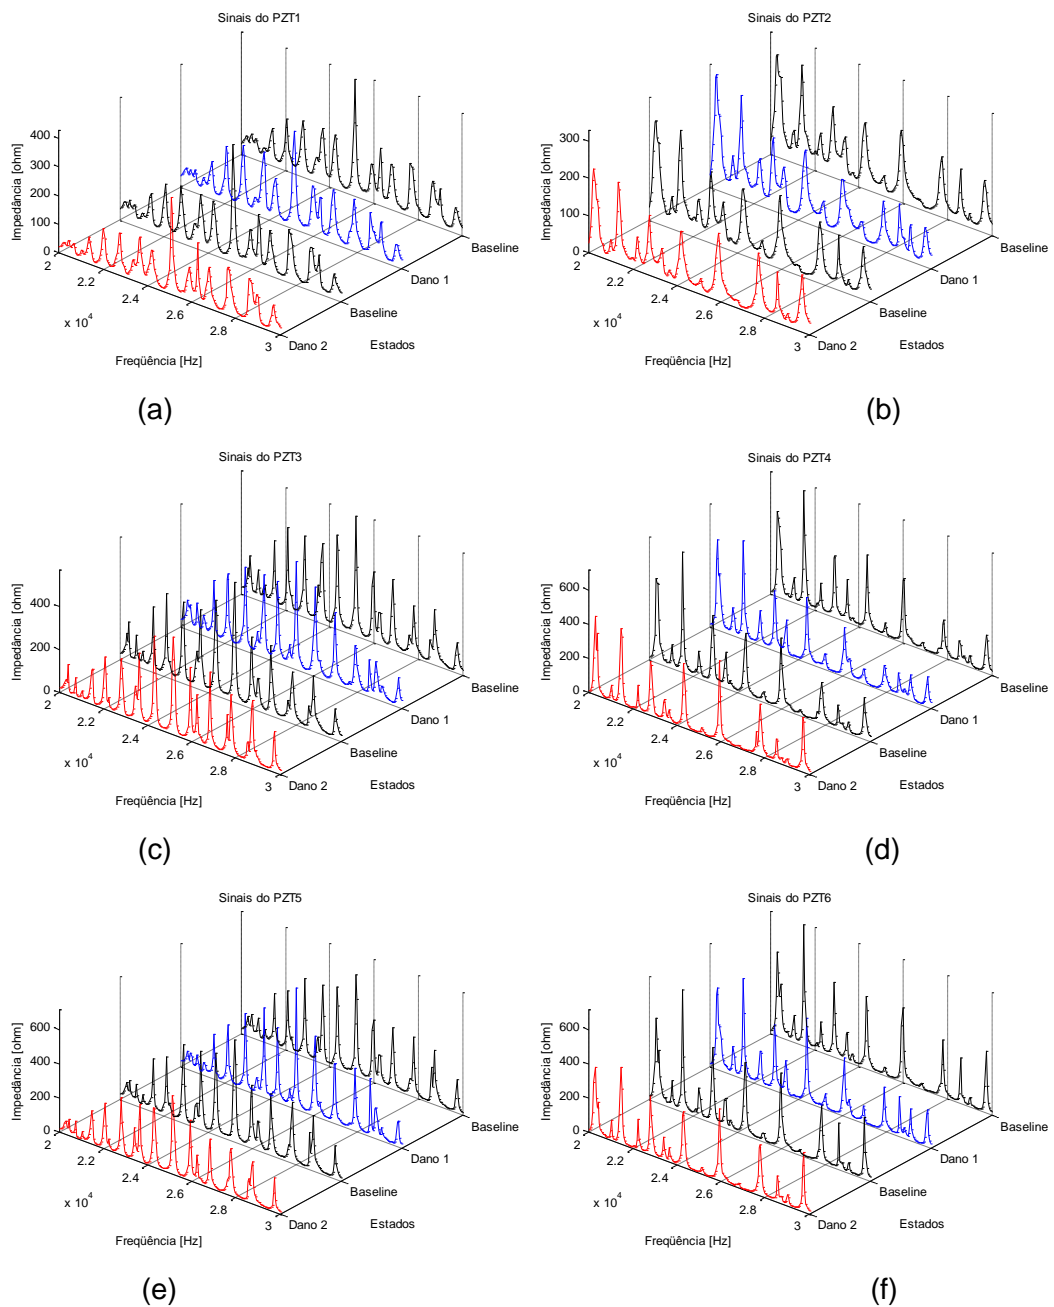 Sinais do PZT1
Impedância [ohm]
400
300
200
100
0
2
2.2
2.4
2.6
2.8
3
x 10^4
Freqüência [Hz]
Baseline
Dano 1
Baseline
Dano 2
Estados
(a)
Sinais do PZT2
Impedância [ohm]
300
200
100
0
2
2.2
2.4
2.6
2.8
3
x 10^4
Freqüência [Hz]
Baseline
Dano 1
Baseline
Dano 2
Estados
(b)
Sinais do PZT3
Impedância [ohm]
400
200
0
2
2.2
2.4
2.6
2.8
3
x 10^4
Freqüência [Hz]
Baseline
Dano 1
Baseline
Dano 2
Estados
(c)
Sinais do PZT4
Impedância [ohm]
600
400
200
0
2
2.2
2.4
2.6
2.8
3
x 10^4
Freqüência [Hz]
Baseline
Dano 1
Baseline
Dano 2
Estados
(d)
Sinais do PZT5
Impedância [ohm]
600
400
200
0
2
2.2
2.4
2.6
2.8
3
x 10^4
Freqüência [Hz]
Baseline
Dano 1
Baseline
Dano 2
Estados
(e)
Sinais do PZT6
Impedância [ohm]
600
400
200
0
2
2.2
2.4
2.6
2.8
3
x 10^4
Freqüência [Hz]
Baseline
Dano 1
Baseline
Dano 2
Estados
(f)